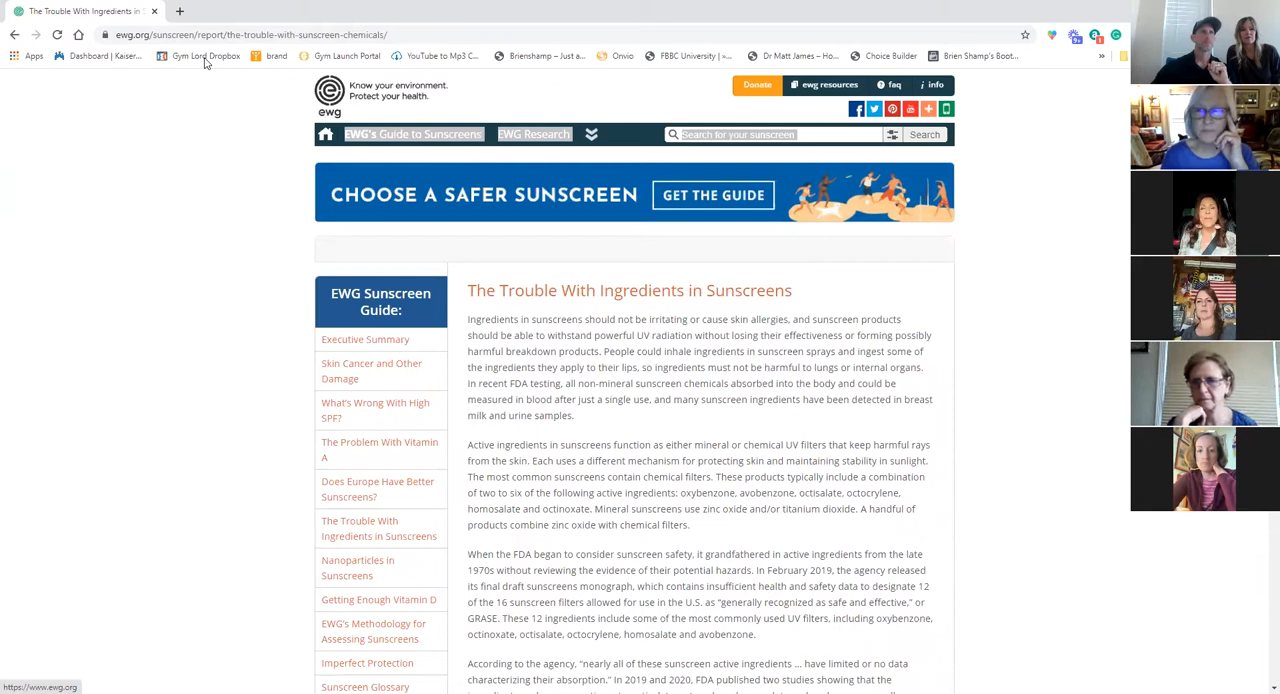 The Trouble With Ingredients in S
ewg.org/sunscreen/report/the-trouble-with-sunscreen-chemicals/
Apps Dashboard | Kaiser... Gym Lord Dropbox brand Gym Launch Portal YouTube to Mp3 C... Brienshamp – Just a... Onvio FBBC University | »... Dr Matt James – Ho... Choice Builder Brien Shamp's Boot... »
Know your environment.
Protect your health.
ewg
Donate ewg resources faq info
EWG's Guide to Sunscreens EWG Research Search for your sunscreen Search
CHOOSE A SAFER SUNSCREEN GET THE GUIDE
EWG Sunscreen
Guide:
Executive Summary
Skin Cancer and Other
Damage
What's Wrong With High
SPF?
The Problem With Vitamin
A
Does Europe Have Better
Sunscreens?
The Trouble With
Ingredients in Sunscreens
Nanoparticles in
Sunscreens
Getting Enough Vitamin D
EWG's Methodology for
Assessing Sunscreens
Imperfect Protection
Sunscreen Glossary
The Trouble With Ingredients in Sunscreens
Ingredients in sunscreens should not be irritating or cause skin allergies, and sunscreen products
should be able to withstand powerful UV radiation without losing their effectiveness or forming possibly
harmful breakdown products. People could inhale ingredients in sunscreen sprays and ingest some of
the ingredients they apply to their lips, so ingredients must not be harmful to lungs or internal organs.
In recent FDA testing, all non-mineral sunscreen chemicals absorbed into the body and could be
measured in blood after just a single use, and many sunscreen ingredients have been detected in breast
milk and urine samples.
Active ingredients in sunscreens function as either mineral or chemical UV filters that keep harmful rays
from the skin. Each uses a different mechanism for protecting skin and maintaining stability in sunlight.
The most common sunscreens contain chemical filters. These products typically include a combination
of two to six of the following active ingredients: oxybenzone, avobenzone, octisalate, octocrylene,
homosalate and octinoxate. Mineral sunscreens use zinc oxide and/or titanium dioxide. A handful of
products combine zinc oxide with chemical filters.
When the FDA began to consider sunscreen safety, it grandfathered in active ingredients from the late
1970s without reviewing the evidence of their potential hazards. In February 2019, the agency released
its final draft sunscreens monograph, which contains insufficient health and safety data to designate 12
of the 16 sunscreen filters allowed for use in the U.S. as “generally recognized as safe and effective,” or
GRASE. These 12 ingredients include some of the most commonly used UV filters, including oxybenzone,
octinoxate, octisalate, octocrylene, homosalate and avobenzone.
According to the agency, “nearly all of these sunscreen active ingredients ... have limited or no data
characterizing their absorption.” In 2019 and 2020, FDA published two studies showing that the
https://www.ewg.org